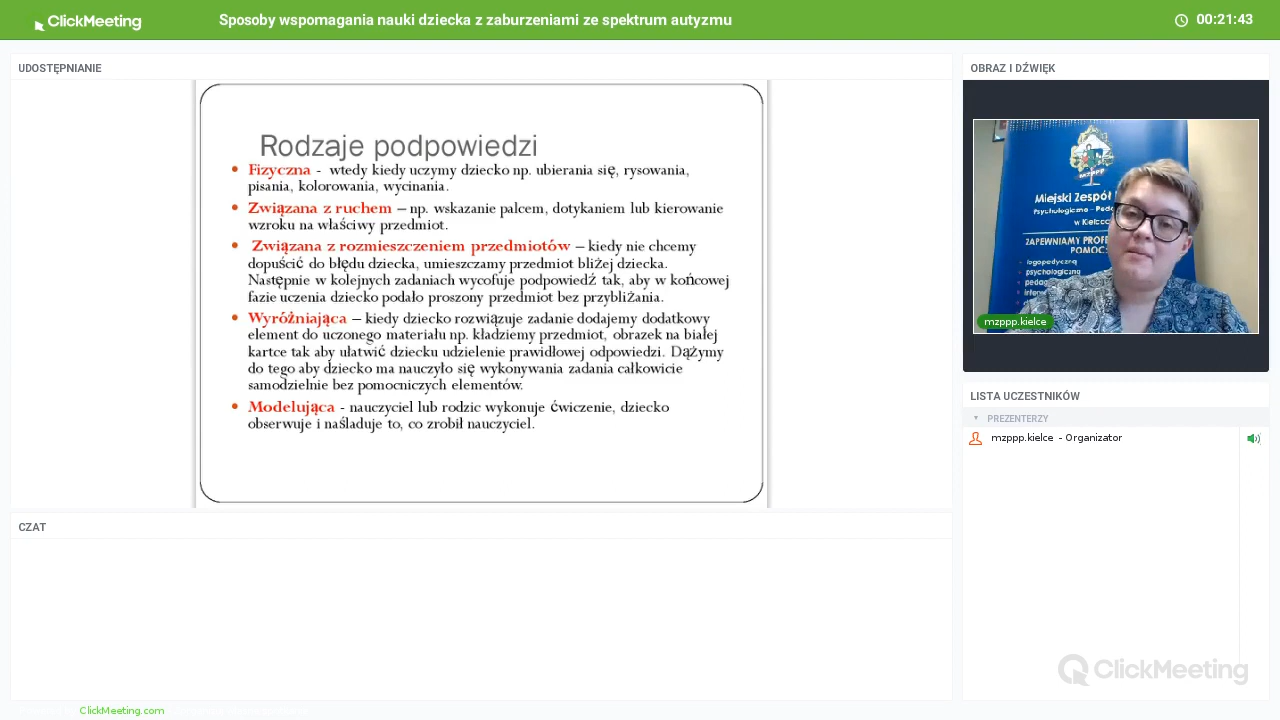 ClickMeeting
Sposoby wspomagania nauki dziecka z zaburzeniami ze spektrum autyzmu
00:21:43
UDOSTĘPNIANIE
Rodzaje podpowiedzi
• Fizyczna - wtedy kiedy uczymy dziecko np. ubierania się, rysowania,
pisania, kolorowania, wycinania.
• Związana z ruchem – np. wskazanie palcem, dotykaniem lub kierowanie
wzroku na właściwy przedmiot.
• Związana z rozmieszczeniem przedmiotów – kiedy nie chcemy
dopuścić do błędu dziecka, umieszczamy przedmiot bliżej dziecka.
Następnie w kolejnych zadaniach wycofuje podpowiedź tak, aby w końcowej
fazie uczenia dziecko podało proszony przedmiot bez przybliżania.
• Wyróżniająca – kiedy dziecko rozwiązuje zadanie dodajemy dodatkowy
element do uczonego materiału np. kładziemy przedmiot, obrazek na białej
kartce tak aby ułatwić dziecku udzielenie prawidłowej odpowiedzi. Dążymy
do tego aby dziecko ma nauczyło się wykonywania zadania całkowicie
samodzielnie bez pomocniczych elementów.
• Modelująca - nauczyciel lub rodzic wykonuje ćwiczenie, dziecko
obserwuje i naśladuje to, co zrobił nauczyciel.
CZAT
OBRAZ I DŹWIĘK
MZPPP
Miejski Zespół
Psychologiczno - Peda
w Kielcac
ZAPEWNIAMY PROFE
POMOC
logopedyczną
psychologiczną
pedag
mzppp.kielce
LISTA UCZESTNIKÓW
PREZENTERZY
mzppp.kielce - Organizator
ClickMeeting
ClickMeeting.com